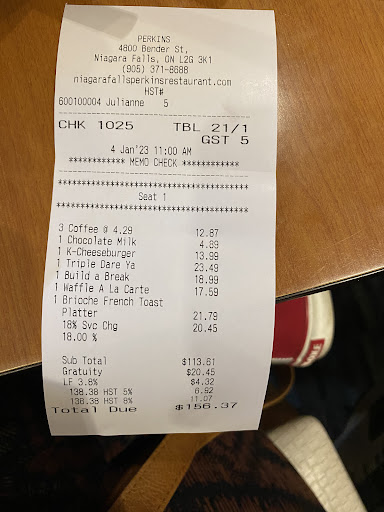 PERKINS
4800 Bender St,
Niagara Falls, ON L2G 3K1
(905) 371-8688
niagarafallsperkinsrestaurant.com
HST#
600100004 Julianne 5
CHK 1025 TBL 21/1
GST 5
4 Jan'23 11:00 AM
************ MEMO CHECK ************
Seat 1
3 Coffee @ 4.29 12.87
1 Chocolate Milk 4.89
1 K-Cheeseburger 13.99
1 Triple Dare Ya 23.49
1 Build a Break 18.99
1 Waffle A La Carte 17.59
1 Briochе French Toast
Platter 21.79
18% Svc Chg 20.45
18.00 %
Sub Total $113.61
Gratuity $20.45
LF 3.8% $4.32
138.38 HST 5% 6.92
138.38 HST 8% 11.07
Total Due $156.37